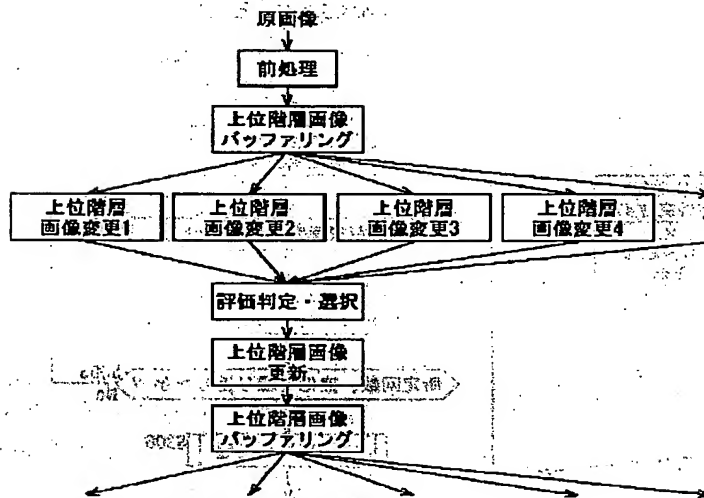 原画像
前処理
上位階層画像
バッファリング
上位階層
画像変更1
上位階層
画像変更2
上位階層
画像変更3
上位階層
画像変更4
評価判定・選択
上位階層画像
更新
上位階層画像
バッファリング